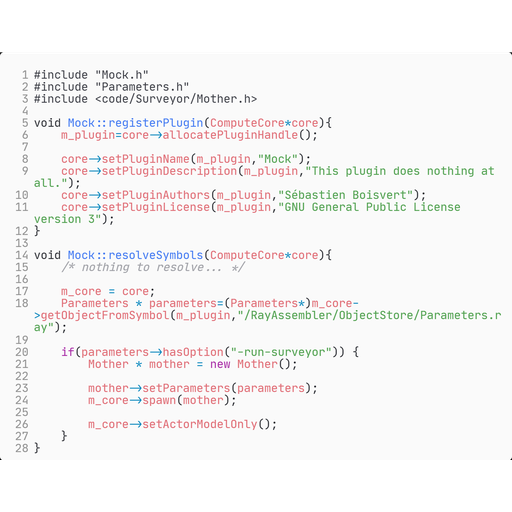 1 #include "Mock.h"
2 #include "Parameters.h"
3 #include <code/Surveyor/Mother.h>
4
5 void Mock::registerPlugin(ComputeCore*core){
6     m_plugin=core->allocatePluginHandle();
7
8     core->setPluginName(m_plugin,"Mock");
9     core->setPluginDescription(m_plugin,"This plugin does nothing at
all.");
10     core->setPluginAuthors(m_plugin,"Sébastien Boisvert");
11     core->setPluginLicense(m_plugin,"GNU General Public License
version 3");
12 }
13
14 void Mock::resolveSymbols(ComputeCore*core){
15     /* nothing to resolve... */
16
17     m_core = core;
18     Parameters * parameters=(Parameters*)m_core-
>getObjectFromSymbol(m_plugin,"/RayAssembler/ObjectStore/Parameters.r
ay");
19
20     if(parameters->hasOption("-run-surveyor")) {
21         Mother * mother = new Mother();
22
23         mother->setParameters(parameters);
24         m_core->spawn(mother);
25
26         m_core->setActorModelOnly();
27     }
28 }